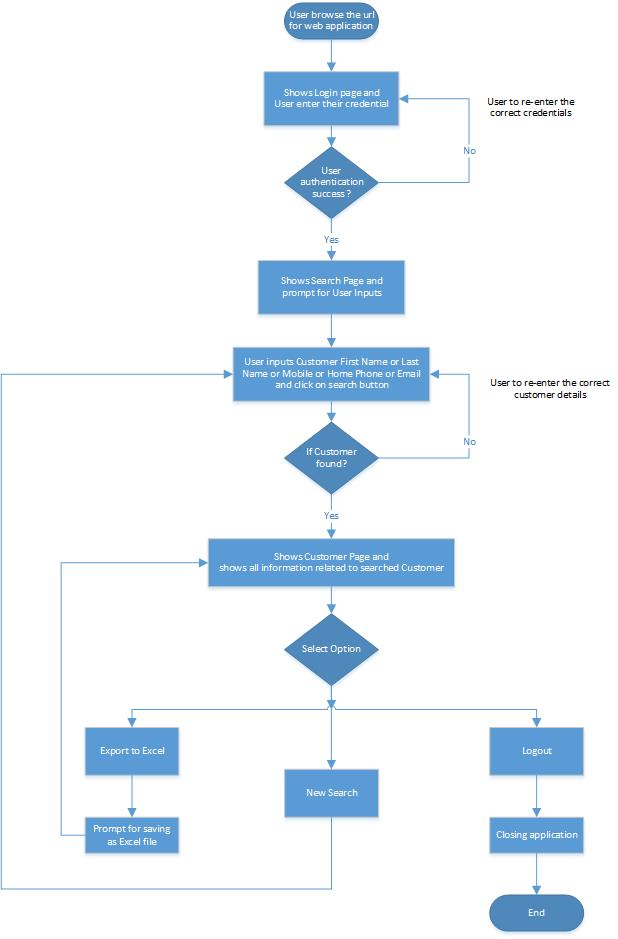 User browse the url
for web application
Shows Login page and
User enter their credential
User to re-enter the
correct credentials
No
User
authentication
success ?
Yes
Shows Search Page and
prompt for User Inputs
User inputs Customer First Name or Last
Name or Mobile or Home Phone or Email
and click on search button
User to re-enter the correct
customer details
No
If Customer
found?
Yes
Shows Customer Page and
shows all information related to searched Customer
Select Option
Export to Excel
Logout
New Search
Prompt for saving
as Excel file
Closing application
End